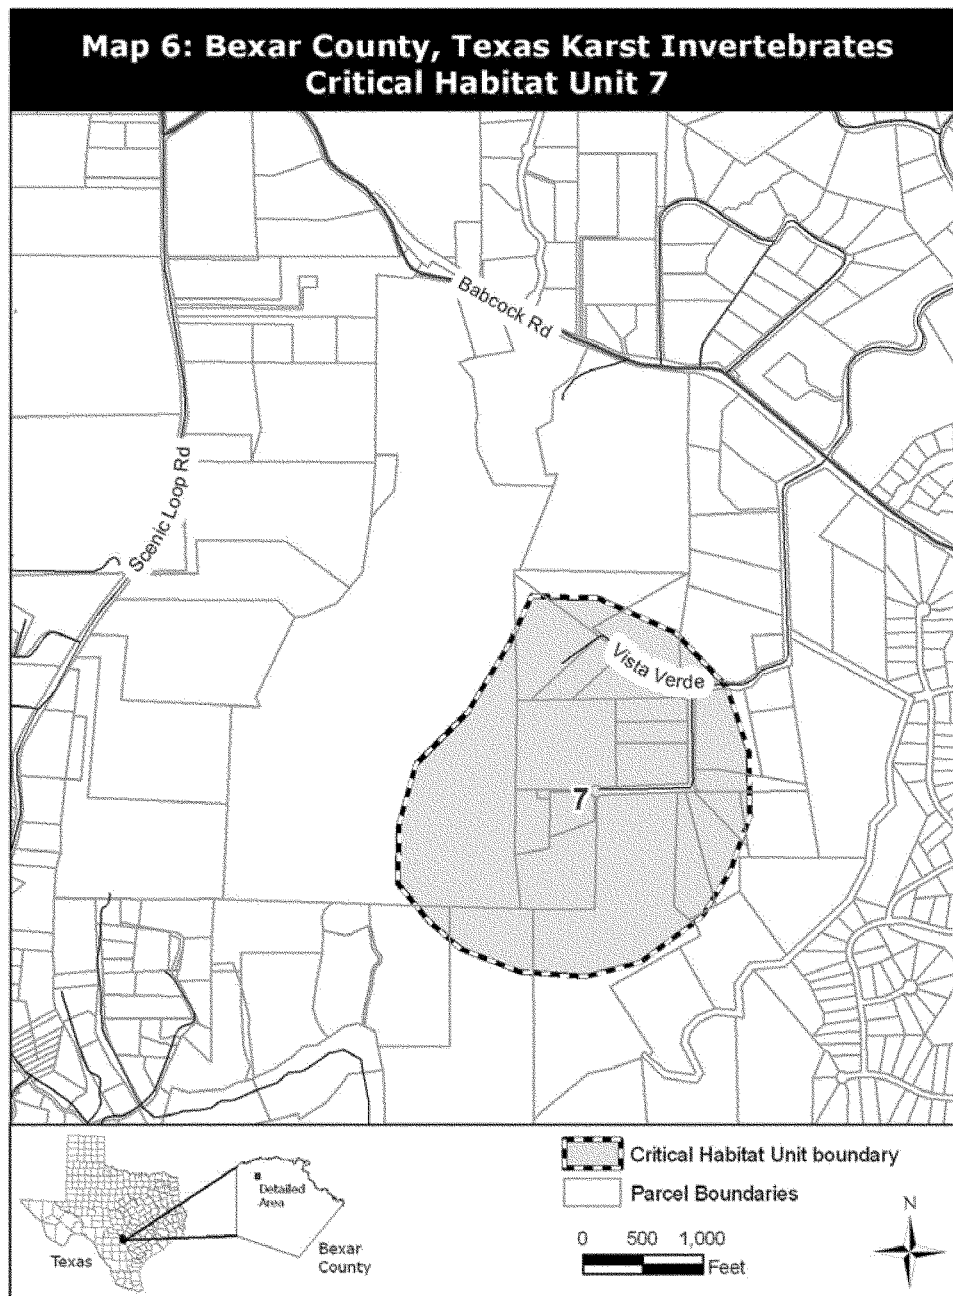 Map 6: Bexar County, Texas Karst Invertebrates
Critical Habitat Unit 7
Babcock Rd
Scenic Loop Rd
Vista Verde
7
Critical Habitat Unit boundary
Parcel Boundaries
0 500 1,000
Feet
N
Detailed
Area
Texas
Bexar
County